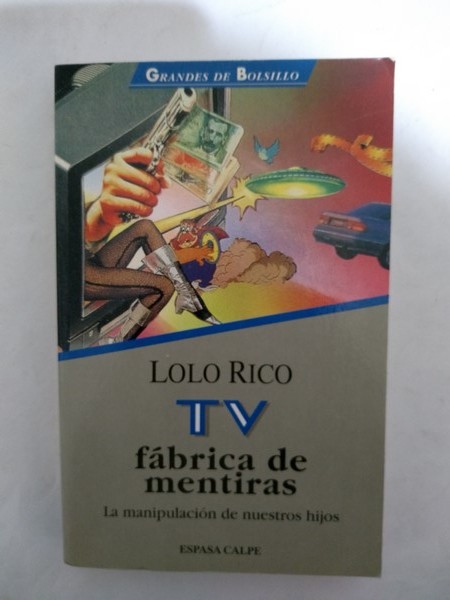 GRANDES DE BOLSILLO
LOLO RICO
TV
fábrica de
mentiras
La manipulación de nuestros hijos
ESPASA CALPE